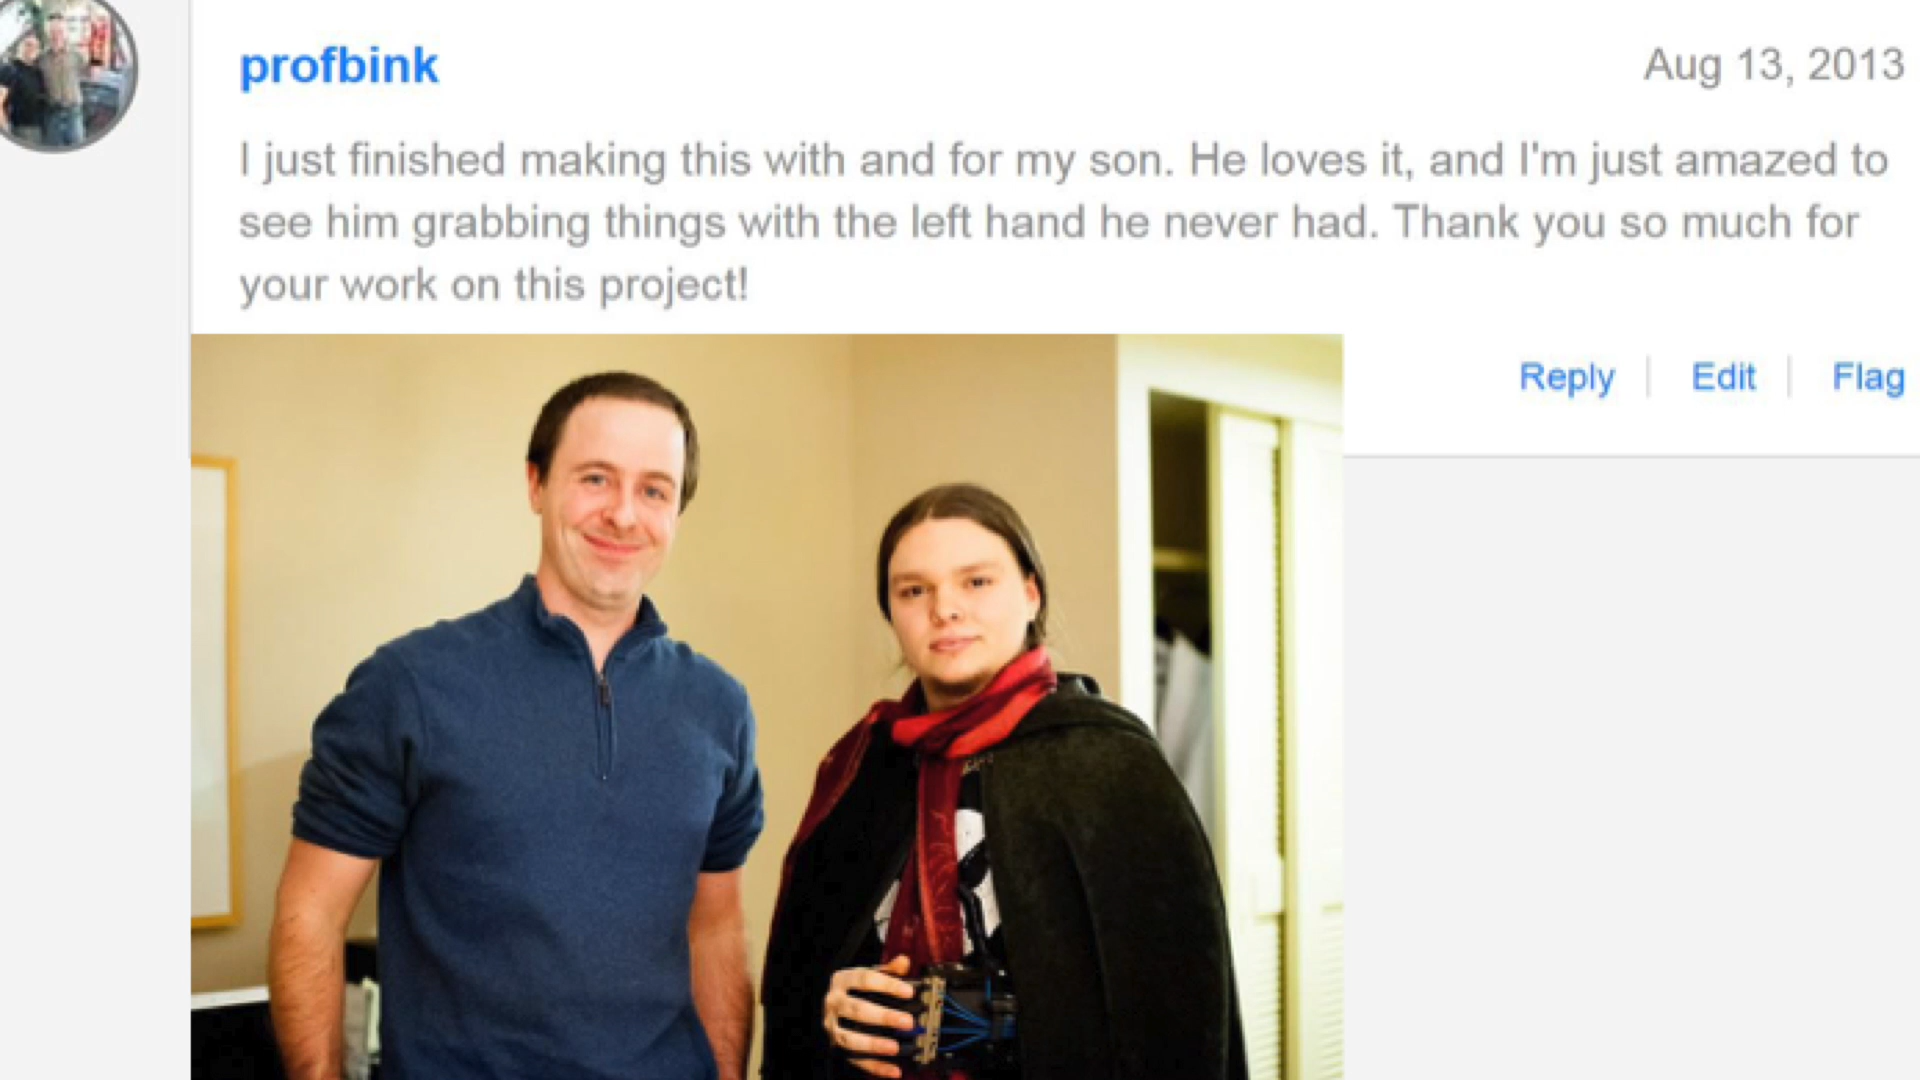 profbink
Aug 13, 2013
I just finished making this with and for my son. He loves it, and I'm just amazed to
see him grabbing things with the left hand he never had. Thank you so much for
your work on this project!
Reply
Edit
Flag